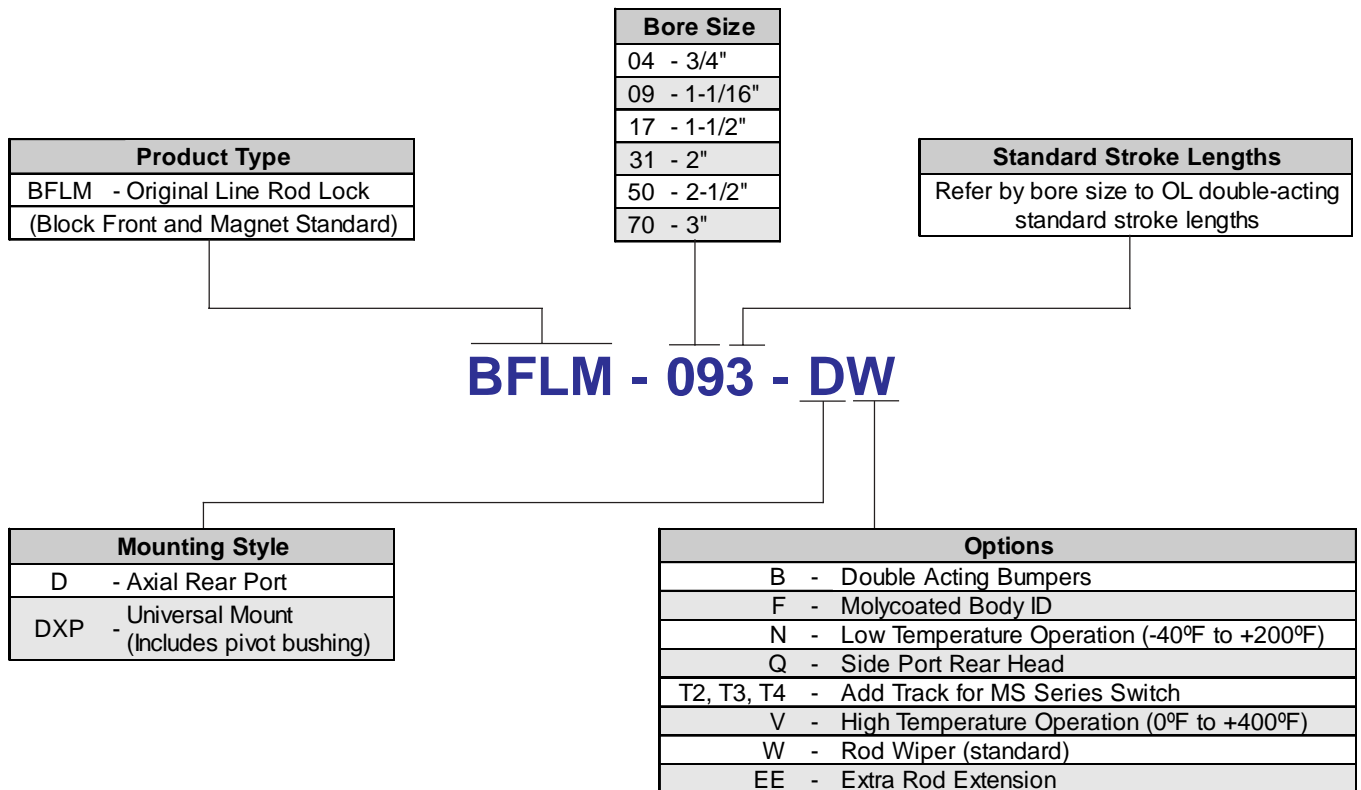 Bore Size
04 - 3/4"
09 - 1-1/16"
17 - 1-1/2"
31 - 2"
50 - 2-1/2"
70 - 3"
Product Type
BFLM - Original Line Rod Lock
(Block Front and Magnet Standard)
Standard Stroke Lengths
Refer by bore size to OL double-acting
standard stroke lengths
BFLM - 093 - DW
Mounting Style
D - Axial Rear Port
DXP - Universal Mount
(Includes pivot bushing)
Options
B - Double Acting Bumpers
F - Molycoated Body ID
N - Low Temperature Operation (-40ºF to +200ºF)
Q - Side Port Rear Head
T2, T3, T4 - Add Track for MS Series Switch
V - High Temperature Operation (0ºF to +400ºF)
W - Rod Wiper (standard)
EE - Extra Rod Extension